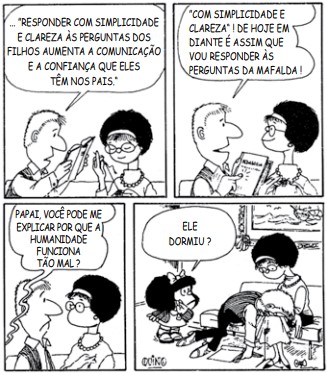 ... "RESPONDER COM SIMPLICIDADE
E CLAREZA ÀS PERGUNTAS DOS
FILHOS AUMENTA A COMUNICAÇÃO
E A CONFIANÇA QUE ELES
TÊM NOS PAIS."
"COM SIMPLICIDADE E
CLAREZA" ! DE HOJE EM
DIANTE É ASSIM QUE
VOU RESPONDER ÀS
PERGUNTAS DA MAFALDA !
PAPAI, VOCÊ PODE ME
EXPLICAR POR QUE A
HUMANIDADE
FUNCIONA
TÃO MAL ?
ELE
DORMIU ?
©QUINO